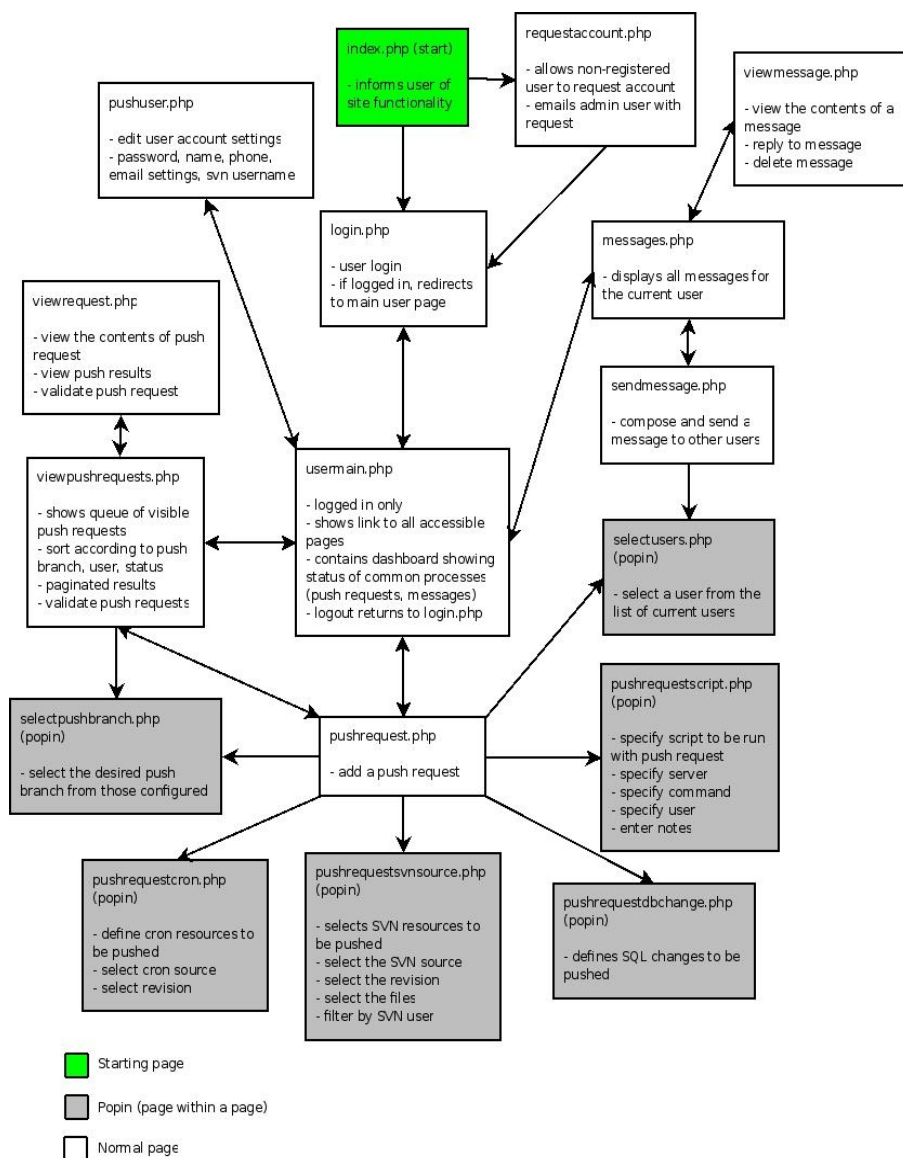 index.php (start)
- informs user of
site functionality
requestaccount.php
- allows non-registered
user to request account
- emails admin user with
request
viewmessage.php
- view the contents of a
message
- reply to message
- delete message
pushuser.php
- edit user account settings
- password, name, phone,
email settings, svn username
login.php
- user login
- if logged in, redirects
to main user page
messages.php
- displays all messages for
the current user
viewrequest.php
- view the contents of push
request
- view push results
- validate push request
sendmessage.php
- compose and send a
message to other users
viewpushrequests.php
- shows queue of visible
push requests
- sort according to push
branch, user, status
- paginated results
- validate push requests
usermain.php
- logged in only
- shows link to all accessible
pages
- contains dashboard showing
status of common processes
(push requests, messages)
- logout returns to login.php
selectusers.php
(popin)
- select a user from the
list of current users
selectpushbranch.php
(popin)
- select the desired push
branch from those configured
pushrequest.php
- add a push request
pushrequestscript.php
(popin)
- specify script to be run
with push request
- specify server
- specify command
- specify user
- enter notes
pushrequestcron.php
(popin)
- define cron resources to
be pushed
- select cron source
- select revision
pushrequestsvnsource.php
(popin)
- selects SVN resources to
be pushed
- select the SVN source
- select the revision
- select the files
- filter by SVN user
pushrequestdbchange.php
(popin)
- defines SQL changes to be
pushed
Starting page
Popin (page within a page)
Normal page